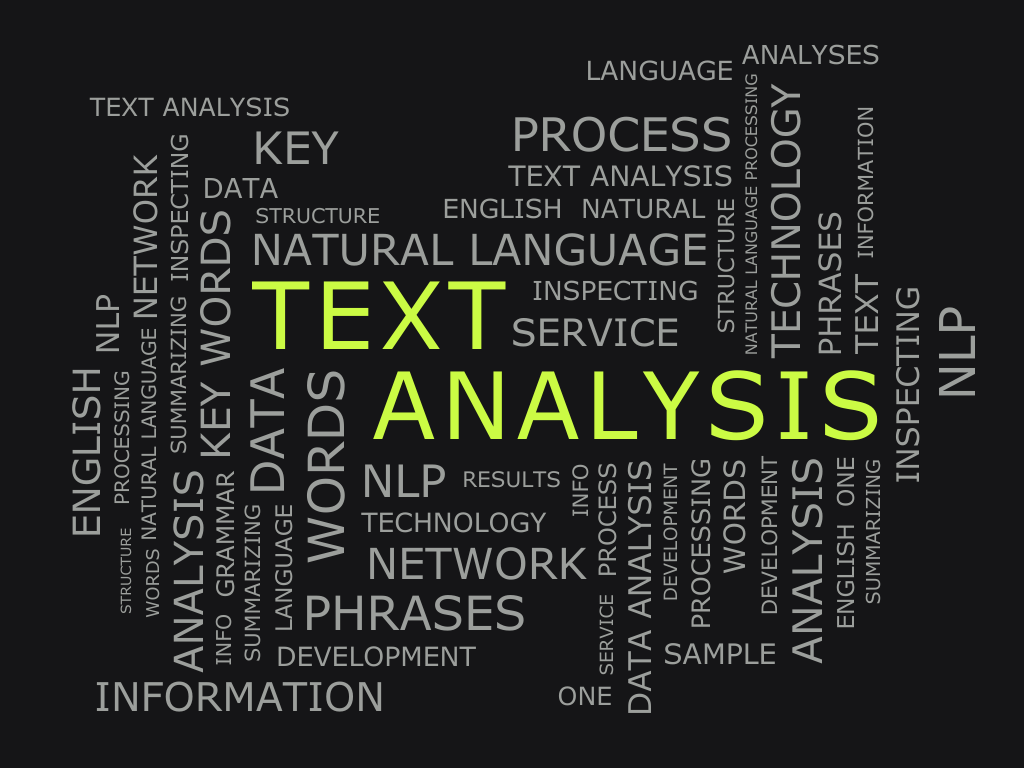 ANALYSES
LANGUAGE
TEXT ANALYSIS
KEY
PROCESS
DATA
TEXT ANALYSIS
STRUCTURE
ENGLISH NATURAL
NATURAL LANGUAGE
TEXT
INSPECTING
SERVICE
ANALYSIS
NETWORK
INSPECTING
KEY WORDS
NLP
NATURAL LANGUAGE
SUMMARIZING
ENGLISH
PROCESSING
DATA
WORDS
STRUCTURE
NATURAL LANGUAGE PROCESSING
TECHNOLOGY
PHRASES
INFORMATION
TEXT
INSPECTING
NLP
NLP
RESULTS
TECHNOLOGY
NETWORK
PHRASES
DEVELOPMENT
INFORMATION
STRUCTURE
WORDS
ANALYSIS
GRAMMAR
INFO
SUMMARIZING
LANGUAGE
INFO
PROCESS
SERVICE
DATA ANALYSIS
DEVELOPMENT
PROCESSING
WORDS
DEVELOPMENT
ANALYSIS
ENGLISH ONE
SUMMARIZING
SAMPLE
ONE